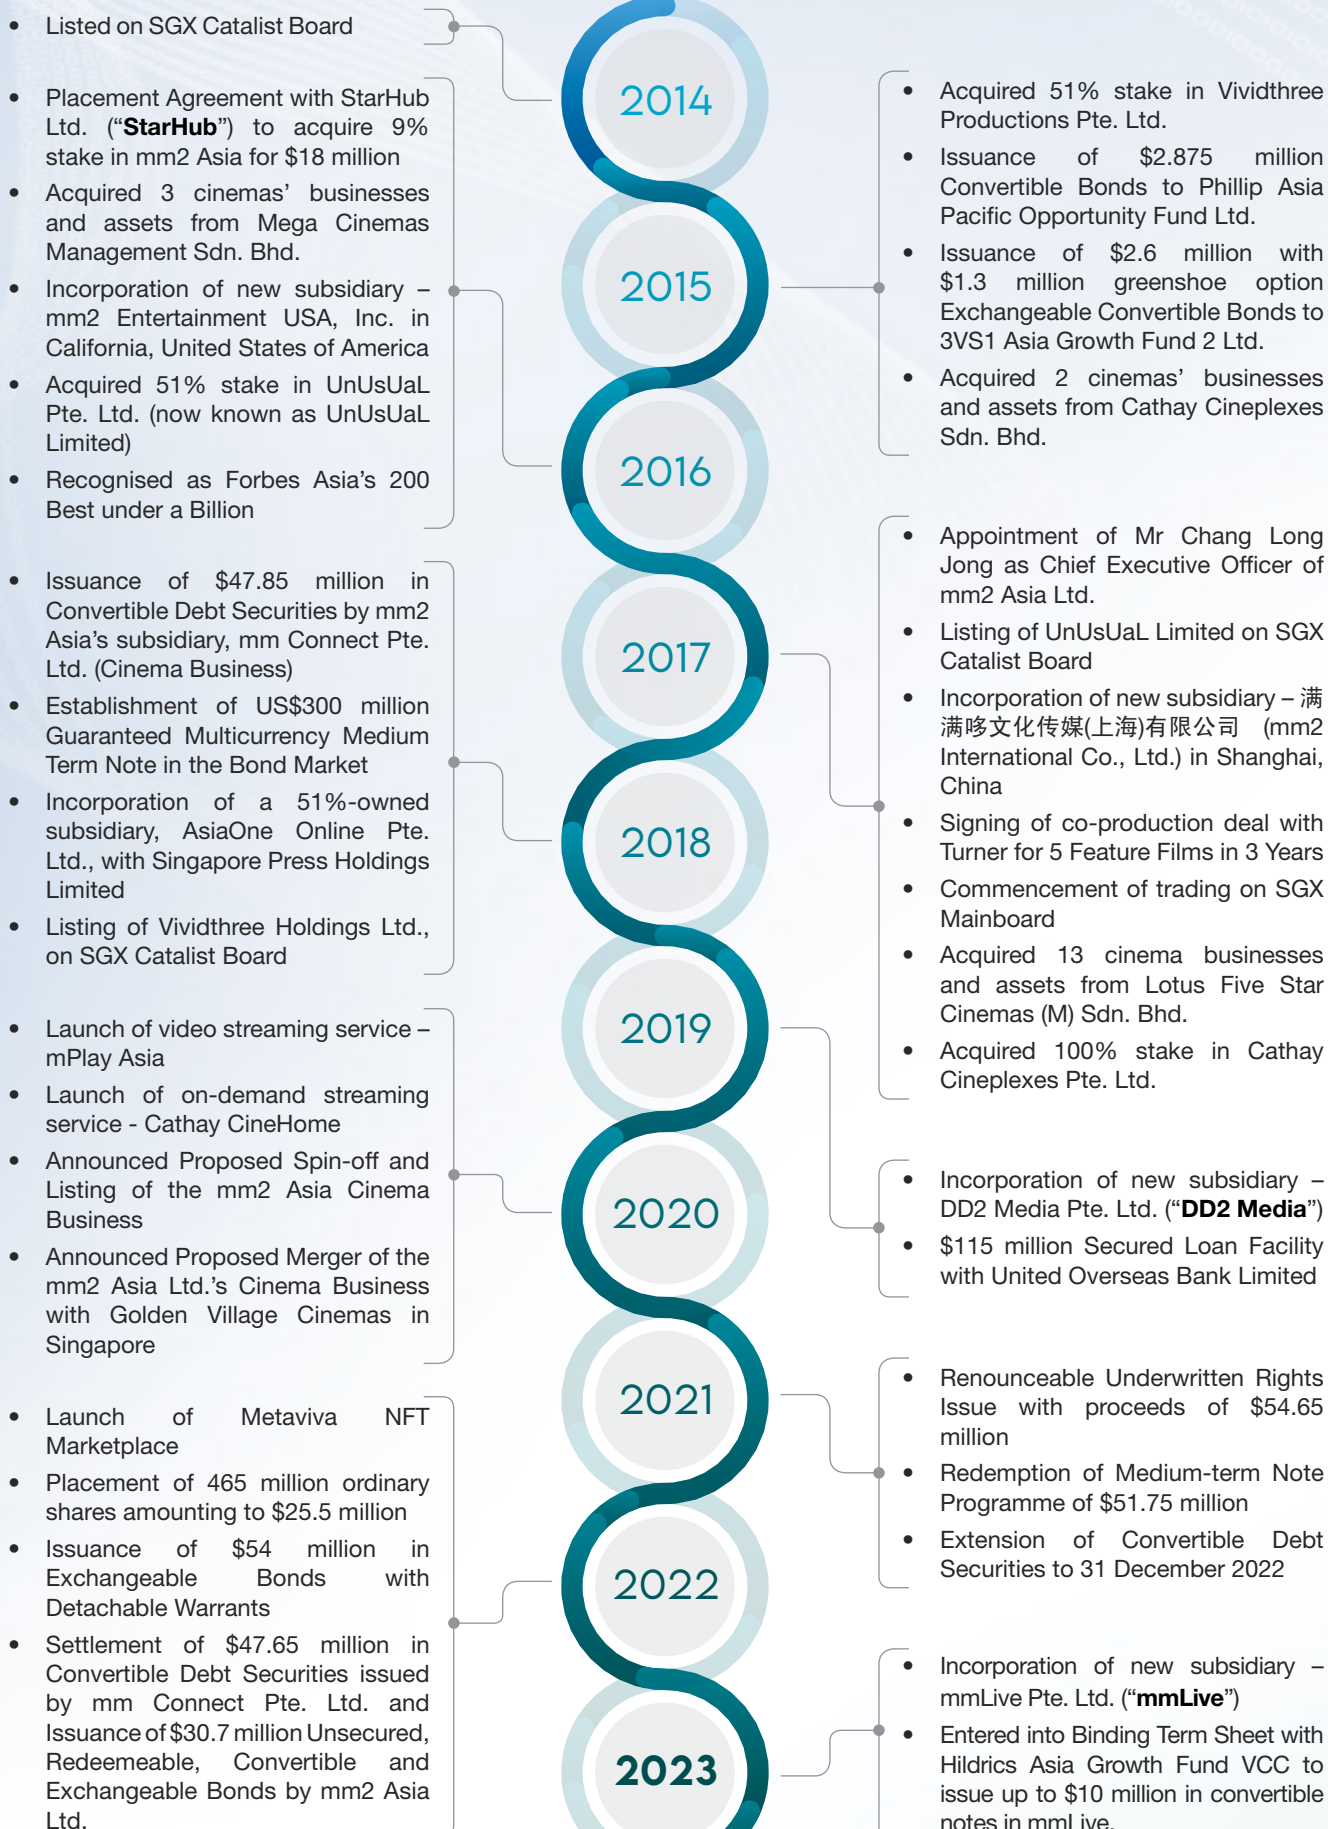 • Listed on SGX Catalist Board
2014
• Acquired 51% stake in Vividthree
Productions Pte. Ltd.
• Issuance of $2.875 million
Convertible Bonds to Phillip Asia
Pacific Opportunity Fund Ltd.
• Issuance of $2.6 million with
$1.3 million greenshoe option
Exchangeable Convertible Bonds to
3VS1 Asia Growth Fund 2 Ltd.
• Acquired 2 cinemas’ businesses
and assets from Cathay Cineplexes
Sdn. Bhd.
2015
• Placement Agreement with StarHub
Ltd. (“StarHub”) to acquire 9%
stake in mm2 Asia for $18 million
• Acquired 3 cinemas’ businesses
and assets from Mega Cinemas
Management Sdn. Bhd.
• Incorporation of new subsidiary –
mm2 Entertainment USA, Inc. in
California, United States of America
• Acquired 51% stake in UnUsUaL
Pte. Ltd. (now known as UnUsUaL
Limited)
• Recognised as Forbes Asia’s 200
Best under a Billion
2016
• Appointment of Mr Chang Long
Jong as Chief Executive Officer of
mm2 Asia Ltd.
• Listing of UnUsUaL Limited on SGX
Catalist Board
• Incorporation of new subsidiary – 满
满哆文化传媒(上海)有限公司 (mm2
International Co., Ltd.) in Shanghai,
China
• Signing of co-production deal with
Turner for 5 Feature Films in 3 Years
• Commencement of trading on SGX
Mainboard
• Acquired 13 cinema businesses
and assets from Lotus Five Star
Cinemas (M) Sdn. Bhd.
• Acquired 100% stake in Cathay
Cineplexes Pte. Ltd.
2017
• Issuance of $47.85 million in
Convertible Debt Securities by mm2
Asia’s subsidiary, mm Connect Pte.
Ltd. (Cinema Business)
• Establishment of US$300 million
Guaranteed Multicurrency Medium
Term Note in the Bond Market
• Incorporation of a 51%-owned
subsidiary, AsiaOne Online Pte.
Ltd., with Singapore Press Holdings
Limited
• Listing of Vividthree Holdings Ltd.,
on SGX Catalist Board
2018
2019
• Incorporation of new subsidiary –
DD2 Media Pte. Ltd. (“DD2 Media”)
• $115 million Secured Loan Facility
with United Overseas Bank Limited
• Launch of video streaming service –
mPlay Asia
• Launch of on-demand streaming
service - Cathay CineHome
• Announced Proposed Spin-off and
Listing of the mm2 Asia Cinema
Business
• Announced Proposed Merger of the
mm2 Asia Ltd.’s Cinema Business
with Golden Village Cinemas in
Singapore
2020
2021
• Renounceable Underwritten Rights
Issue with proceeds of $54.65
million
• Redemption of Medium-term Note
Programme of $51.75 million
• Extension of Convertible Debt
Securities to 31 December 2022
• Launch of Metaviva NFT
Marketplace
• Placement of 465 million ordinary
shares amounting to $25.5 million
• Issuance of $54 million in
Exchangeable Bonds with
Detachable Warrants
• Settlement of $47.65 million in
Convertible Debt Securities issued
by mm Connect Pte. Ltd. and
Issuance of $30.7 million Unsecured,
Redeemeable, Convertible and
Exchangeable Bonds by mm2 Asia
Ltd.
2022
2023
• Incorporation of new subsidiary –
mmLive Pte. Ltd. (“mmLive”)
• Entered into Binding Term Sheet with
Hildrics Asia Growth Fund VCC to
issue up to $10 million in convertible
notes in mmLive.